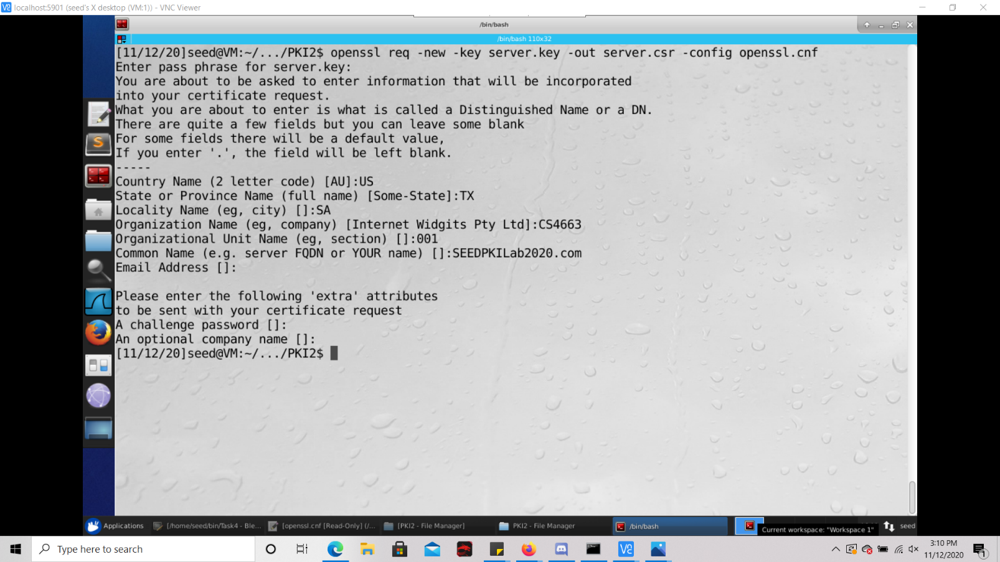 localhost:5901 (seed's X desktop (VM:1)) - VNC Viewer
/bin/bash
/bin/bash 110x32
[11/12/20]seed@VM:~/.../PKI2$ openssl req -new -key server.key -out server.csr -config openssl.cnf
Enter pass phrase for server.key:
You are about to be asked to enter information that will be incorporated
into your certificate request.
What you are about to enter is what is called a Distinguished Name or a DN.
There are quite a few fields but you can leave some blank
For some fields there will be a default value,
If you enter '.', the field will be left blank.
-----
Country Name (2 letter code) [AU]:US
State or Province Name (full name) [Some-State]:TX
Locality Name (eg, city) []:SA
Organization Name (eg, company) [Internet Widgits Pty Ltd]:CS4663
Organizational Unit Name (eg, section) []:001
Common Name (e.g. server FQDN or YOUR name) []:SEEDPKILab2020.com
Email Address []:
Please enter the following 'extra' attributes
to be sent with your certificate request
A challenge password []:
An optional company name []:
[11/12/20]seed@VM:~/.../PKI2$
Applications
[/home/seed/bin/Task4 - Ble...
[openssl.cnf [Read-Only] (/...
[PKI2 - File Manager]
PKI2 - File Manager
/bin/bash
Current workspace: "Workspace 1"
seed
Type here to search
3:10 PM
11/12/2020
1